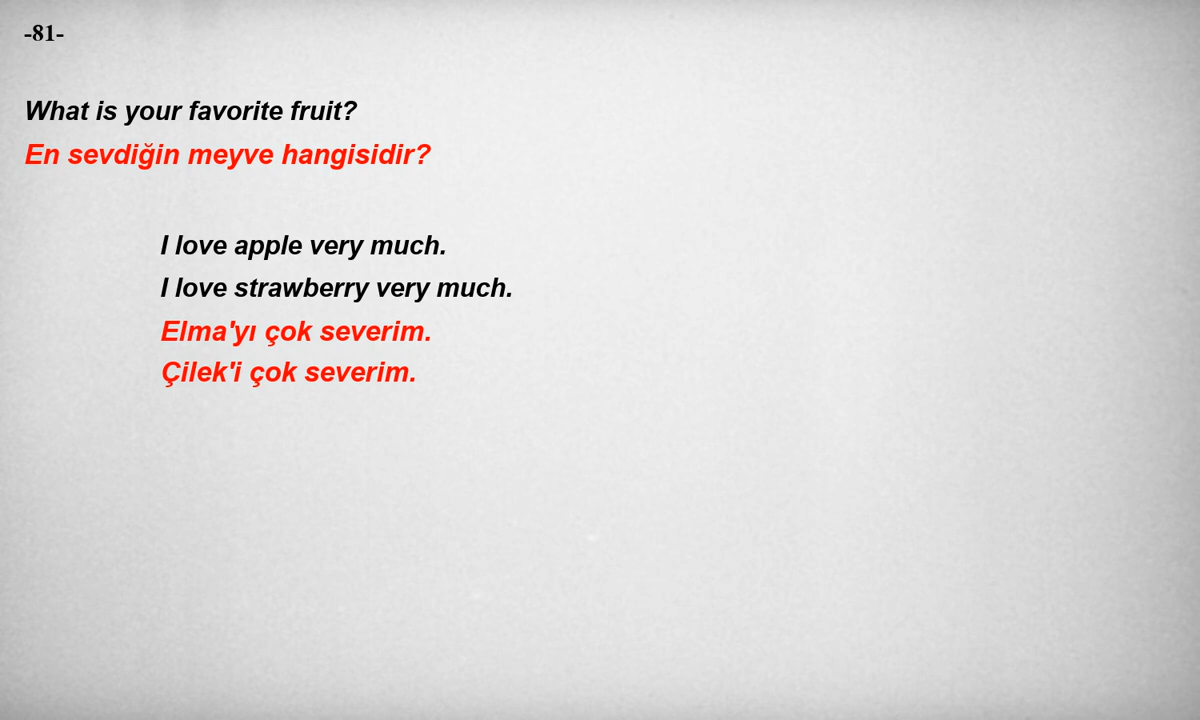 -81-
What is your favorite fruit?
En sevdiğin meyve hangisidir?
I love apple very much.
I love strawberry very much.
Elma'yı çok severim.
Çilek'i çok severim.